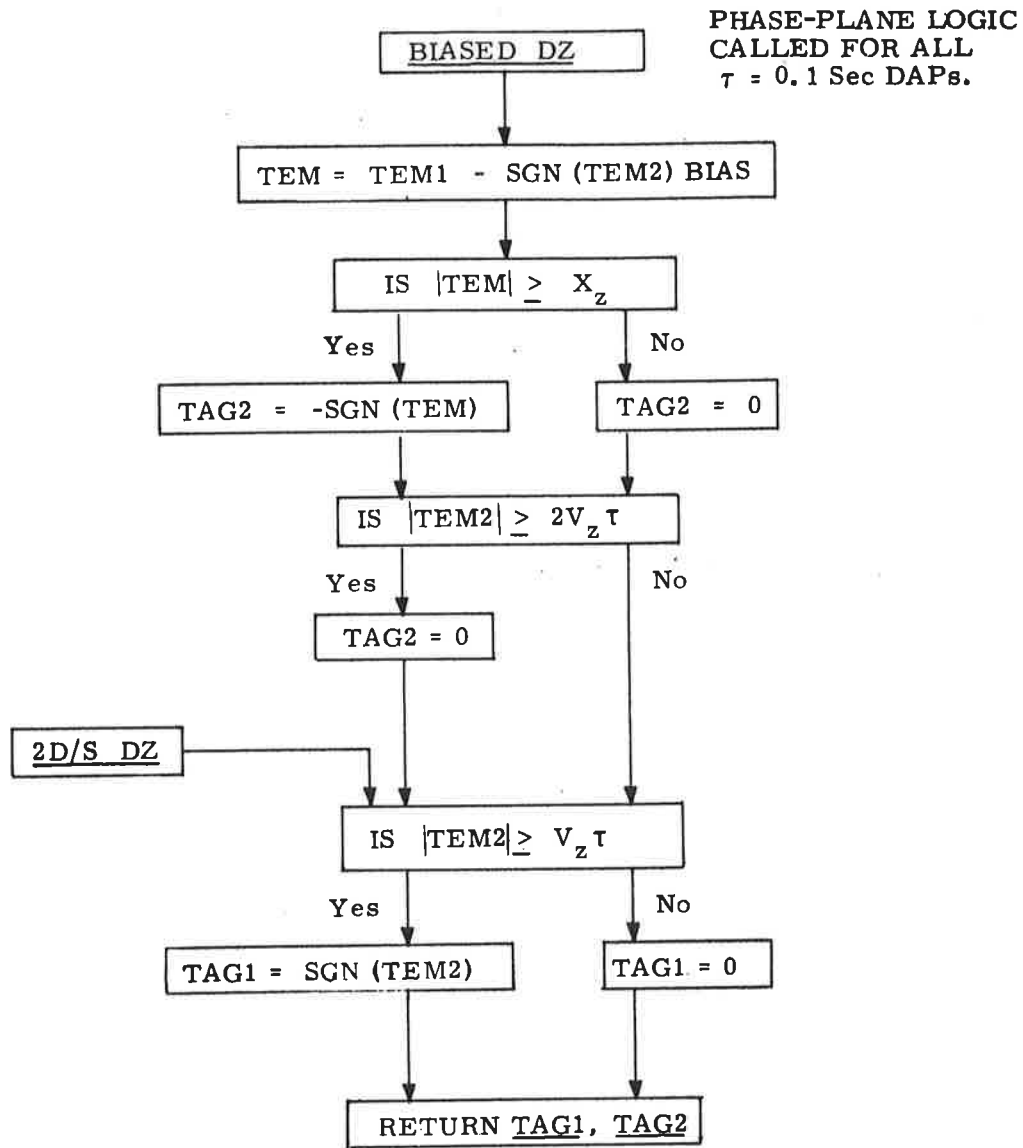 PHASE-PLANE LOGIC
CALLED FOR ALL
τ = 0.1 Sec DAPs.
BIASED DZ
TEM = TEM1 - SGN (TEM2) BIAS
IS |TEM| ≥ X_z
Yes
No
TAG2 = -SGN (TEM)
TAG2 = 0
IS |TEM2| ≥ 2V_z τ
Yes
No
TAG2 = 0
2D/S DZ
IS |TEM2| ≥ V_z τ
Yes
No
TAG1 = SGN (TEM2)
TAG1 = 0
RETURN TAG1, TAG2